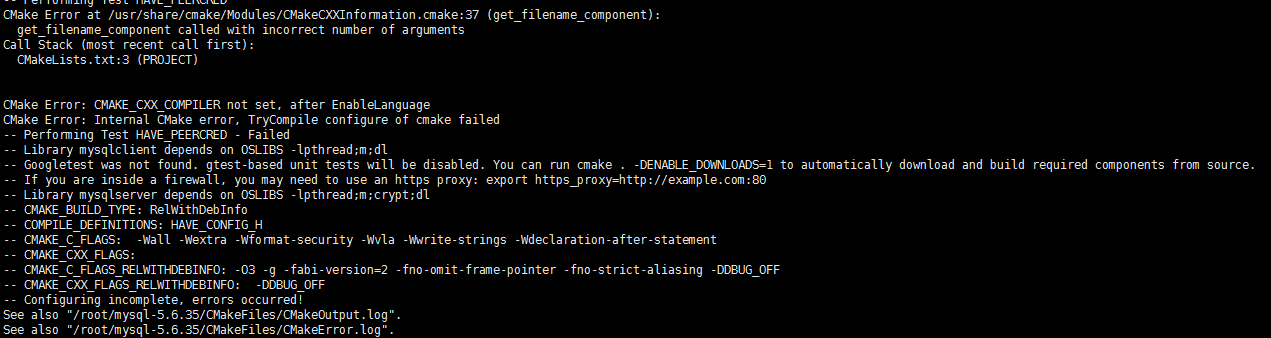 -- Performing Test HAVE_PEERCRED
CMake Error at /usr/share/cmake/Modules/CMakeCXXInformation.cmake:37 (get_filename_component):
  get_filename_component called with incorrect number of arguments
Call Stack (most recent call first):
  CMakeLists.txt:3 (PROJECT)
CMake Error: CMAKE_CXX_COMPILER not set, after EnableLanguage
CMake Error: Internal CMake error, TryCompile configure of cmake failed
-- Performing Test HAVE_PEERCRED - Failed
-- Library mysqlclient depends on OSLIBS -lpthread;m;dl
-- Googletest was not found. gtest-based unit tests will be disabled. You can run cmake . -DENABLE_DOWNLOADS=1 to automatically download and build required components from source.
-- If you are inside a firewall, you may need to use an https proxy: export https_proxy=http://example.com:80
-- Library mysqlserver depends on OSLIBS -lpthread;m;crypt;dl
-- CMAKE_BUILD_TYPE: RelWithDebInfo
-- COMPILE_DEFINITIONS: HAVE_CONFIG_H
-- CMAKE_C_FLAGS:  -Wall -Wextra -Wformat-security -Wvla -Wwrite-strings -Wdeclaration-after-statement
-- CMAKE_CXX_FLAGS:
-- CMAKE_C_FLAGS_RELWITHDEBINFO: -O3 -g -fabi-version=2 -fno-omit-frame-pointer -fno-strict-aliasing -DDBUG_OFF
-- CMAKE_CXX_FLAGS_RELWITHDEBINFO:  -DDBUG_OFF
-- Configuring incomplete, errors occurred!
See also "/root/mysql-5.6.35/CMakeFiles/CMakeOutput.log".
See also "/root/mysql-5.6.35/CMakeFiles/CMakeError.log".